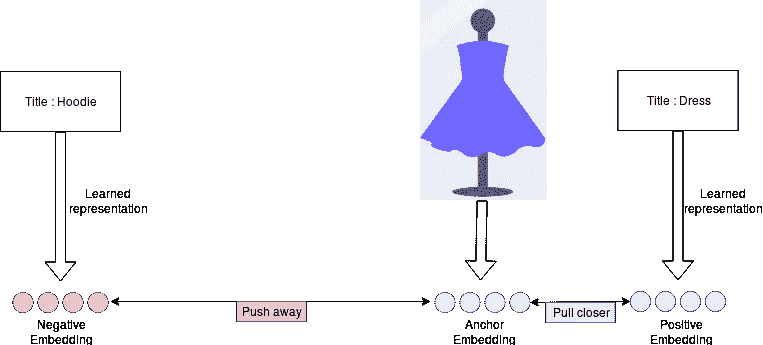 Title : Hoodie
Title : Dress
Learned
representation
Learned
representation
Push away
Pull closer
Negative
Embedding
Anchor
Embedding
Positive
Embedding